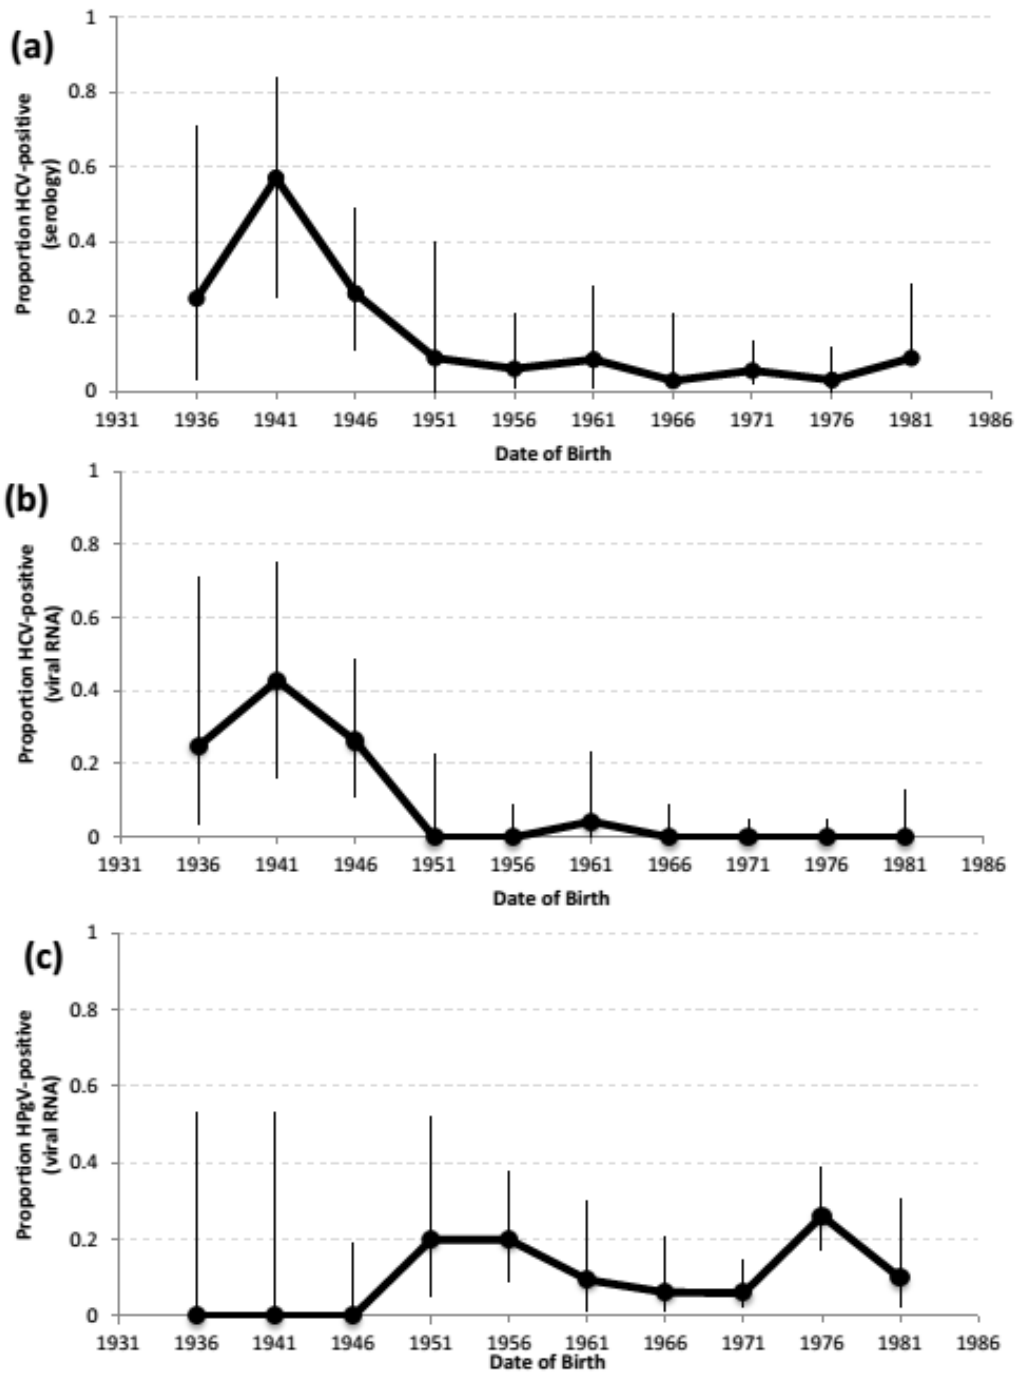 (a)
Proportion HCV-positive
(serology)
1
0.8
0.6
0.4
0.2
0
1931 1936 1941 1946 1951 1956 1961 1966 1971 1976 1981 1986
Date of Birth
(b)
Proportion HCV-positive
(viral RNA)
1
0.8
0.6
0.4
0.2
0
1931 1936 1941 1946 1951 1956 1961 1966 1971 1976 1981 1986
Date of Birth
(c)
Proportion HPgV-positive
(viral RNA)
1
0.8
0.6
0.4
0.2
0
1931 1936 1941 1946 1951 1956 1961 1966 1971 1976 1981 1986
Date of Birth